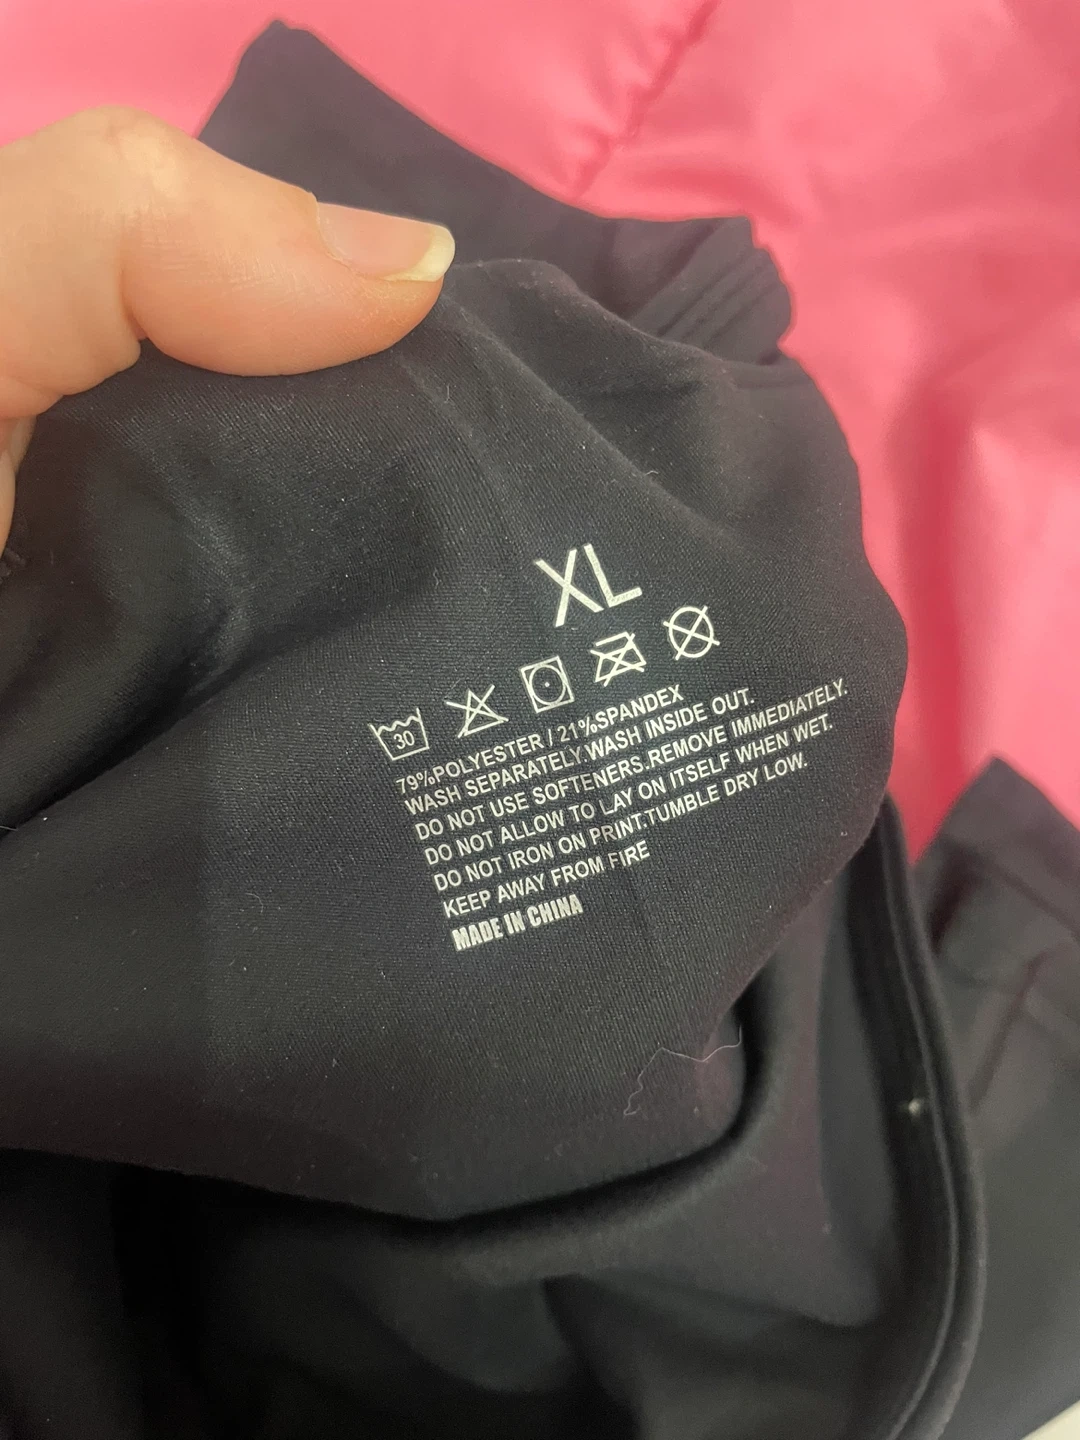 XL
30
79%POLYESTER / 21%SPANDEX
WASH SEPARATELY.WASH INSIDE OUT.
DO NOT USE SOFTENERS.REMOVE IMMEDIATELY.
DO NOT ALLOW TO LAY ON ITSELF WHEN WET.
DO NOT IRON ON PRINT.TUMBLE DRY LOW.
KEEP AWAY FROM FIRE
MADE IN CHINA